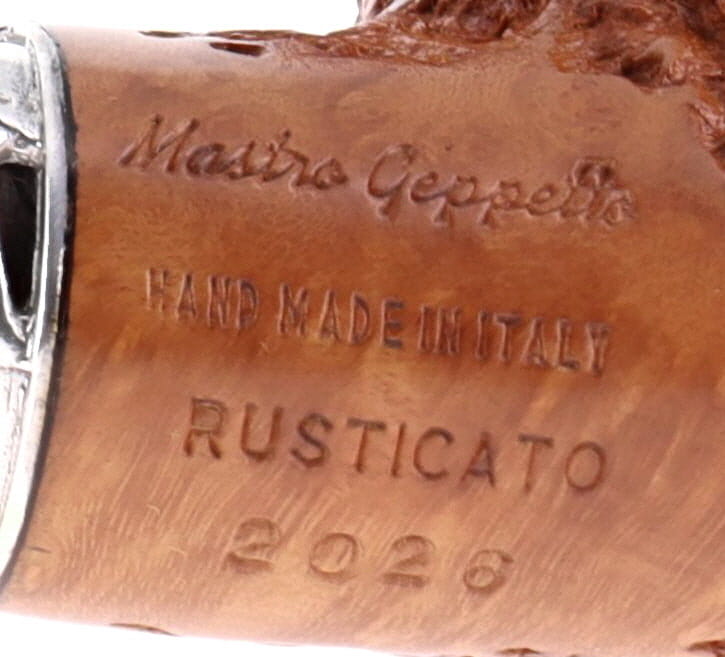 Mastro Geppetto
HAND MADE IN ITALY
RUSTICATO
2026